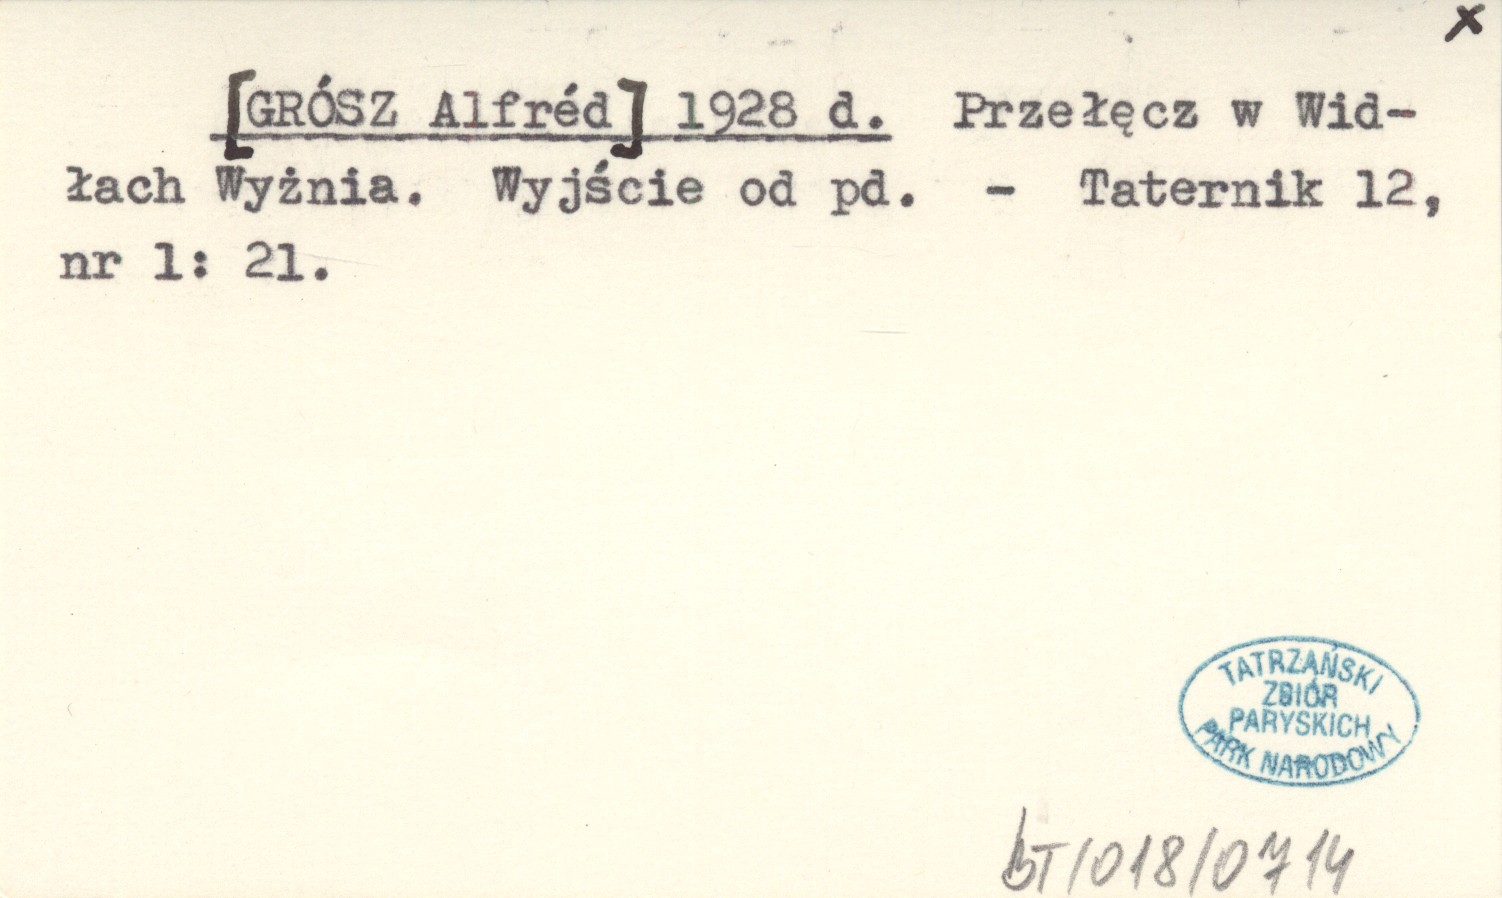 x
[GRÓSZ Alfréd] 1928 d. Przełęcz w Wid-
łach Wyżnia. Wyjście od pd. - Taternik 12,
nr 1: 21.
TATRZAŃSKI
ZBIÓR
PARYSKICH
PARK NARODOWY
bT/018/0714